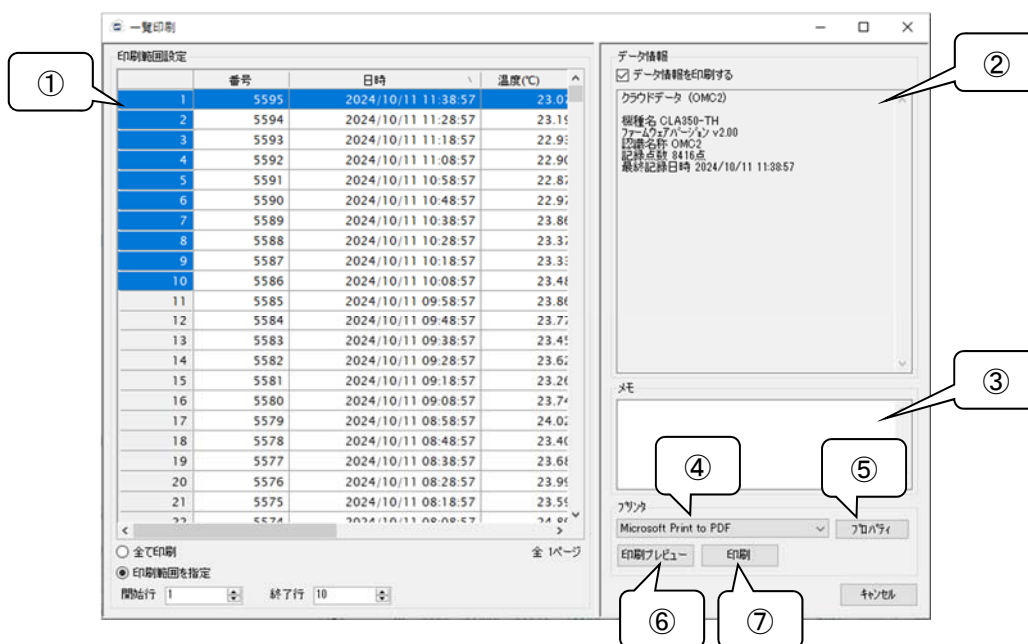 一覧印刷
印刷範囲設定
番号 日時 温度(℃)
1 5595 2024/10/11 11:38:57 23.07
2 5594 2024/10/11 11:28:57 23.19
3 5593 2024/10/11 11:18:57
4 5592 2024/10/11 11:08:57 22.90
5 5591 2024/10/11 10:58:57 22.87
6 5590 2024/10/11 10:48:57 22.97
7 5589 2024/10/11 10:38:57 23.86
8 5588 2024/10/11 10:28:57 23.37
9 5587 2024/10/11 10:18:57
10 5586 2024/10/11 10:08:57 23.48
11 5585 2024/10/11 09:58:57 23.86
12 5584 2024/10/11 09:48:57 23.77
13 5583 2024/10/11 09:38:57
14 5582 2024/10/11 09:28:57 23.62
15 5581 2024/10/11 09:18:57 23.26
16 5580 2024/10/11 09:08:57 23.74
17 5579 2024/10/11 08:58:57 24.02
18 5578 2024/10/11 08:48:57 23.40
19 5577 2024/10/11 08:38:57 23.68
20 5576 2024/10/11 08:28:57 23.99
21 5575 2024/10/11 08:18:57 23.59
22 5574 2024/10/11 08:08:57
全て印刷 全 1ページ
印刷範囲を指定
開始行 1 終了行 10
データ情報
データ情報を印刷する
クラウドデータ (OMC2)
機種名 CLA350-TH
ファームウェアバージョン v2.00
認識名称 OMC2
記録点数 8416点
最終記録日時 2024/10/11 11:38:57
メモ
プリンタ
Microsoft Print to PDF プロパティ
印刷プレビュー 印刷
キャンセル
①
②
③
④
⑤
⑥
⑦